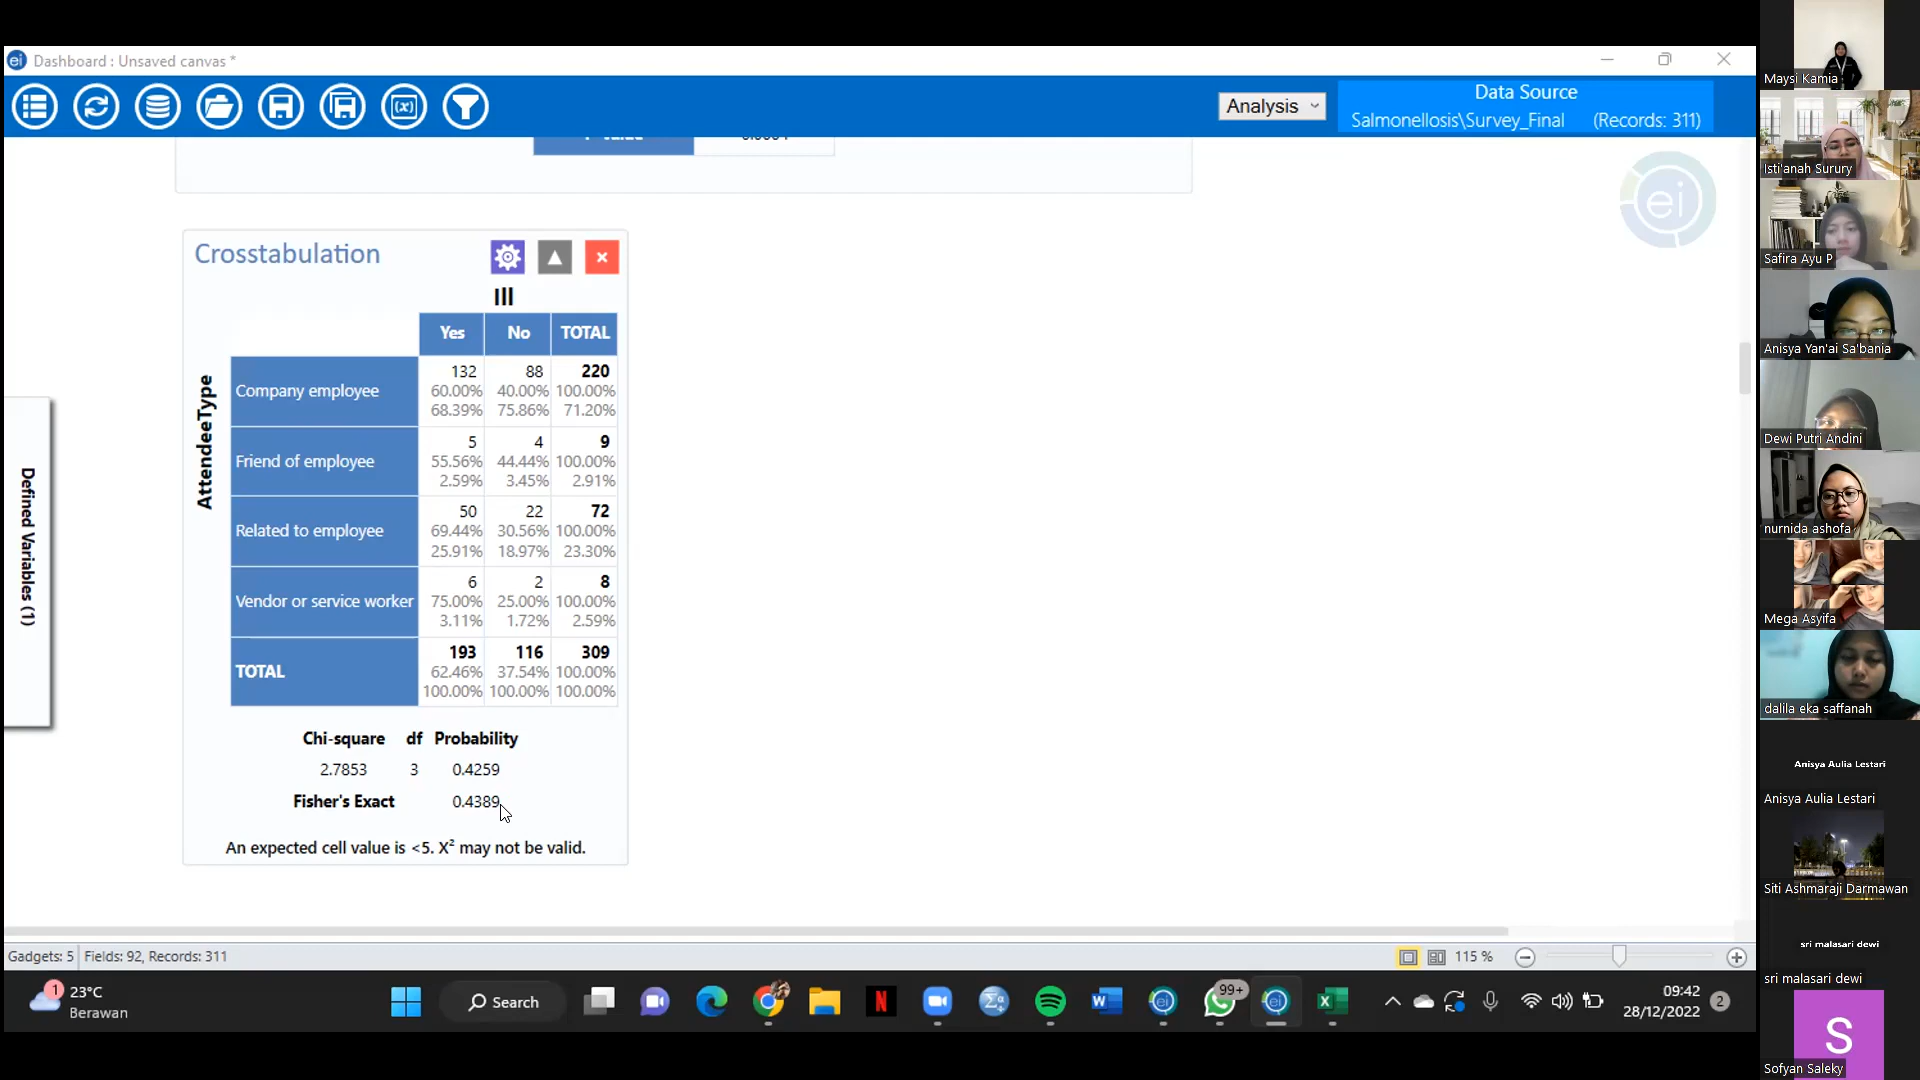 ei Dashboard : Unsaved canvas *
Analysis
Data Source
Salmonellosis\Survey_Final (Records: 311)
ei
Crosstabulation
Ill
Yes No TOTAL
AttendeeType
Company employee
132 88 220
60.00% 40.00% 100.00%
68.39% 75.86% 71.20%
Friend of employee
5 4 9
55.56% 44.44% 100.00%
2.59% 3.45% 2.91%
Related to employee
50 22 72
69.44% 30.56% 100.00%
25.91% 18.97% 23.30%
Vendor or service worker
6 2 8
75.00% 25.00% 100.00%
3.11% 1.72% 2.59%
TOTAL
193 116 309
62.46% 37.54% 100.00%
100.00% 100.00% 100.00%
Chi-square df Probability
2.7853 3 0.4259
Fisher's Exact 0.4389
An expected cell value is <5. X² may not be valid.
Defined Variables (1)
Gadgets: 5 Fields: 92, Records: 311
115 %
1
23°C
Berawan
Search
99+
09:42
28/12/2022
2
Maysi Kamia
Isti'anah Surury
Safira Ayu P
Anisya Yan'ai Sa'bania
Dewi Putri Andini
nurnida ashofa
Mega Asyifa
dalila eka saffanah
Anisya Aulia Lestari
Anisya Aulia Lestari
Siti Ashmaraji Darmawan
sri malasari dewi
sri malasari dewi
S
Sofyan Saleky